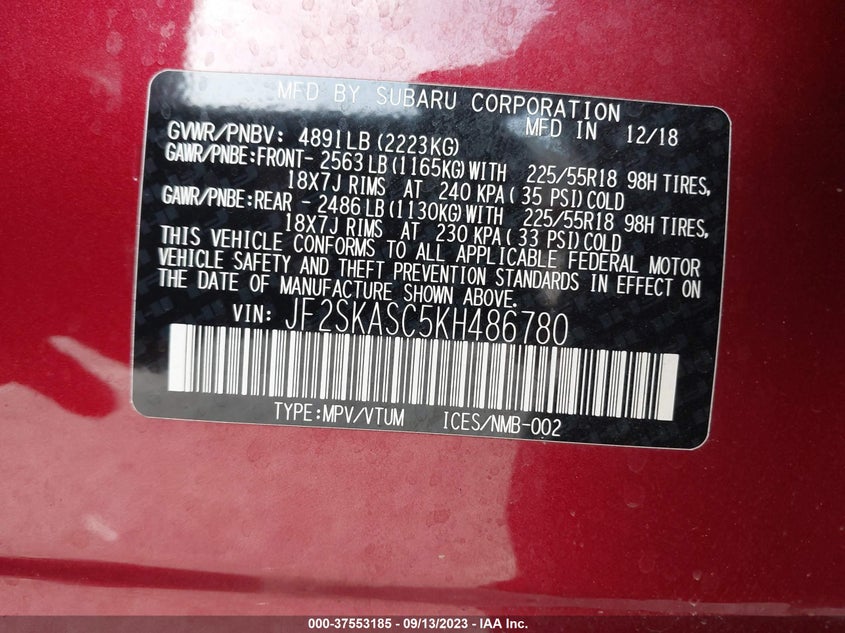 MFD BY SUBARU CORPORATION
GVWR/PNBV: 4891LB(2223KG) MFD IN 12/18
GAWR/PNBE:FRONT- 2563LB(1165KG)WITH 225/55R18 98H TIRES,
18X7J RIMS AT 240 KPA( 35 PSI)COLD
GAWR/PNBE:REAR - 2486LB(1130KG)WITH 225/55R18 98H TIRES,
18X7J RIMS AT 230 KPA( 33 PSI)COLD
THIS VEHICLE CONFORMS TO ALL APPLICABLE FEDERAL MOTOR
VEHICLE SAFETY AND THEFT PREVENTION STANDARDS IN EFFECT ON
THE DATE OF MANUFACTURE SHOWN ABOVE.
VIN: JF2SKASC5KH486780
TYPE:MPV/VTUM ICES/NMB-002
000-37553185 - 09/13/2023 - IAA Inc.